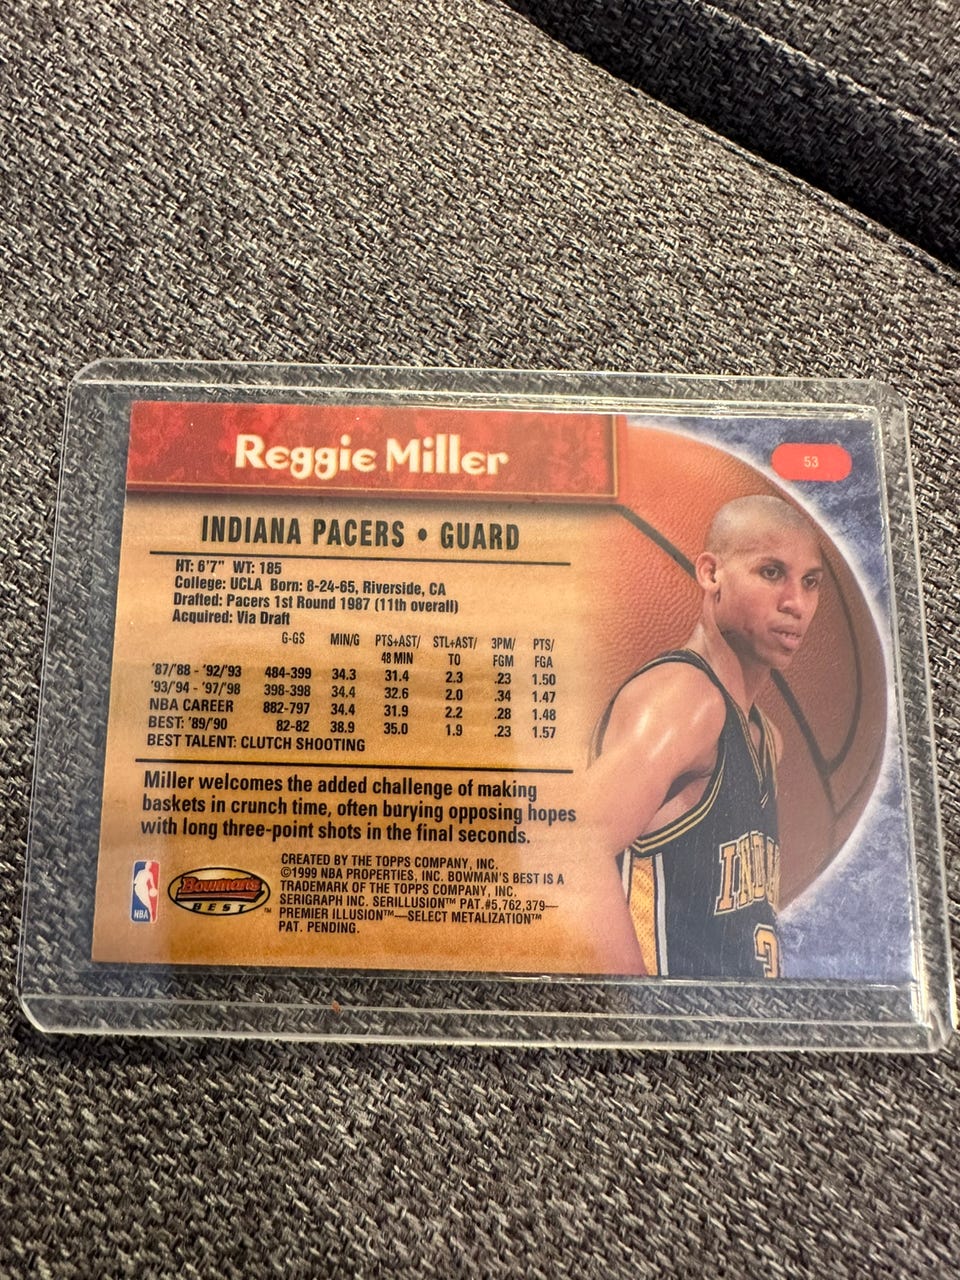 Reggie Miller
53
INDIANA PACERS • GUARD
HT: 6'7" WT: 185
College: UCLA Born: 8-24-65, Riverside, CA
Drafted: Pacers 1st Round 1987 (11th overall)
Acquired: Via Draft
G-GS MIN/G PTS+AST/ STL+AST/ 3PM/ PTS/
48 MIN TO FGM FGA
'87/'88 - '92/'93 484-399 34.3 31.4 2.3 .23 1.50
'93/'94 - '97/'98 398-398 34.4 32.6 2.0 .34 1.47
NBA CAREER 882-797 34.4 31.9 2.2 .28 1.48
BEST: '89/'90 82-82 38.9 35.0 1.9 .23 1.57
BEST TALENT: CLUTCH SHOOTING
Miller welcomes the added challenge of making
baskets in crunch time, often burying opposing hopes
with long three-point shots in the final seconds.
CREATED BY THE TOPPS COMPANY, INC.
©1999 NBA PROPERTIES, INC. BOWMAN'S BEST IS A
TRADEMARK OF THE TOPPS COMPANY, INC.
SERIGRAPH INC. SERILLUSION™ PAT.#5,762,379—
PREMIER ILLUSION™—SELECT METALIZATION™
PAT. PENDING.
NBA
Bowman's
BEST™
INDI
3